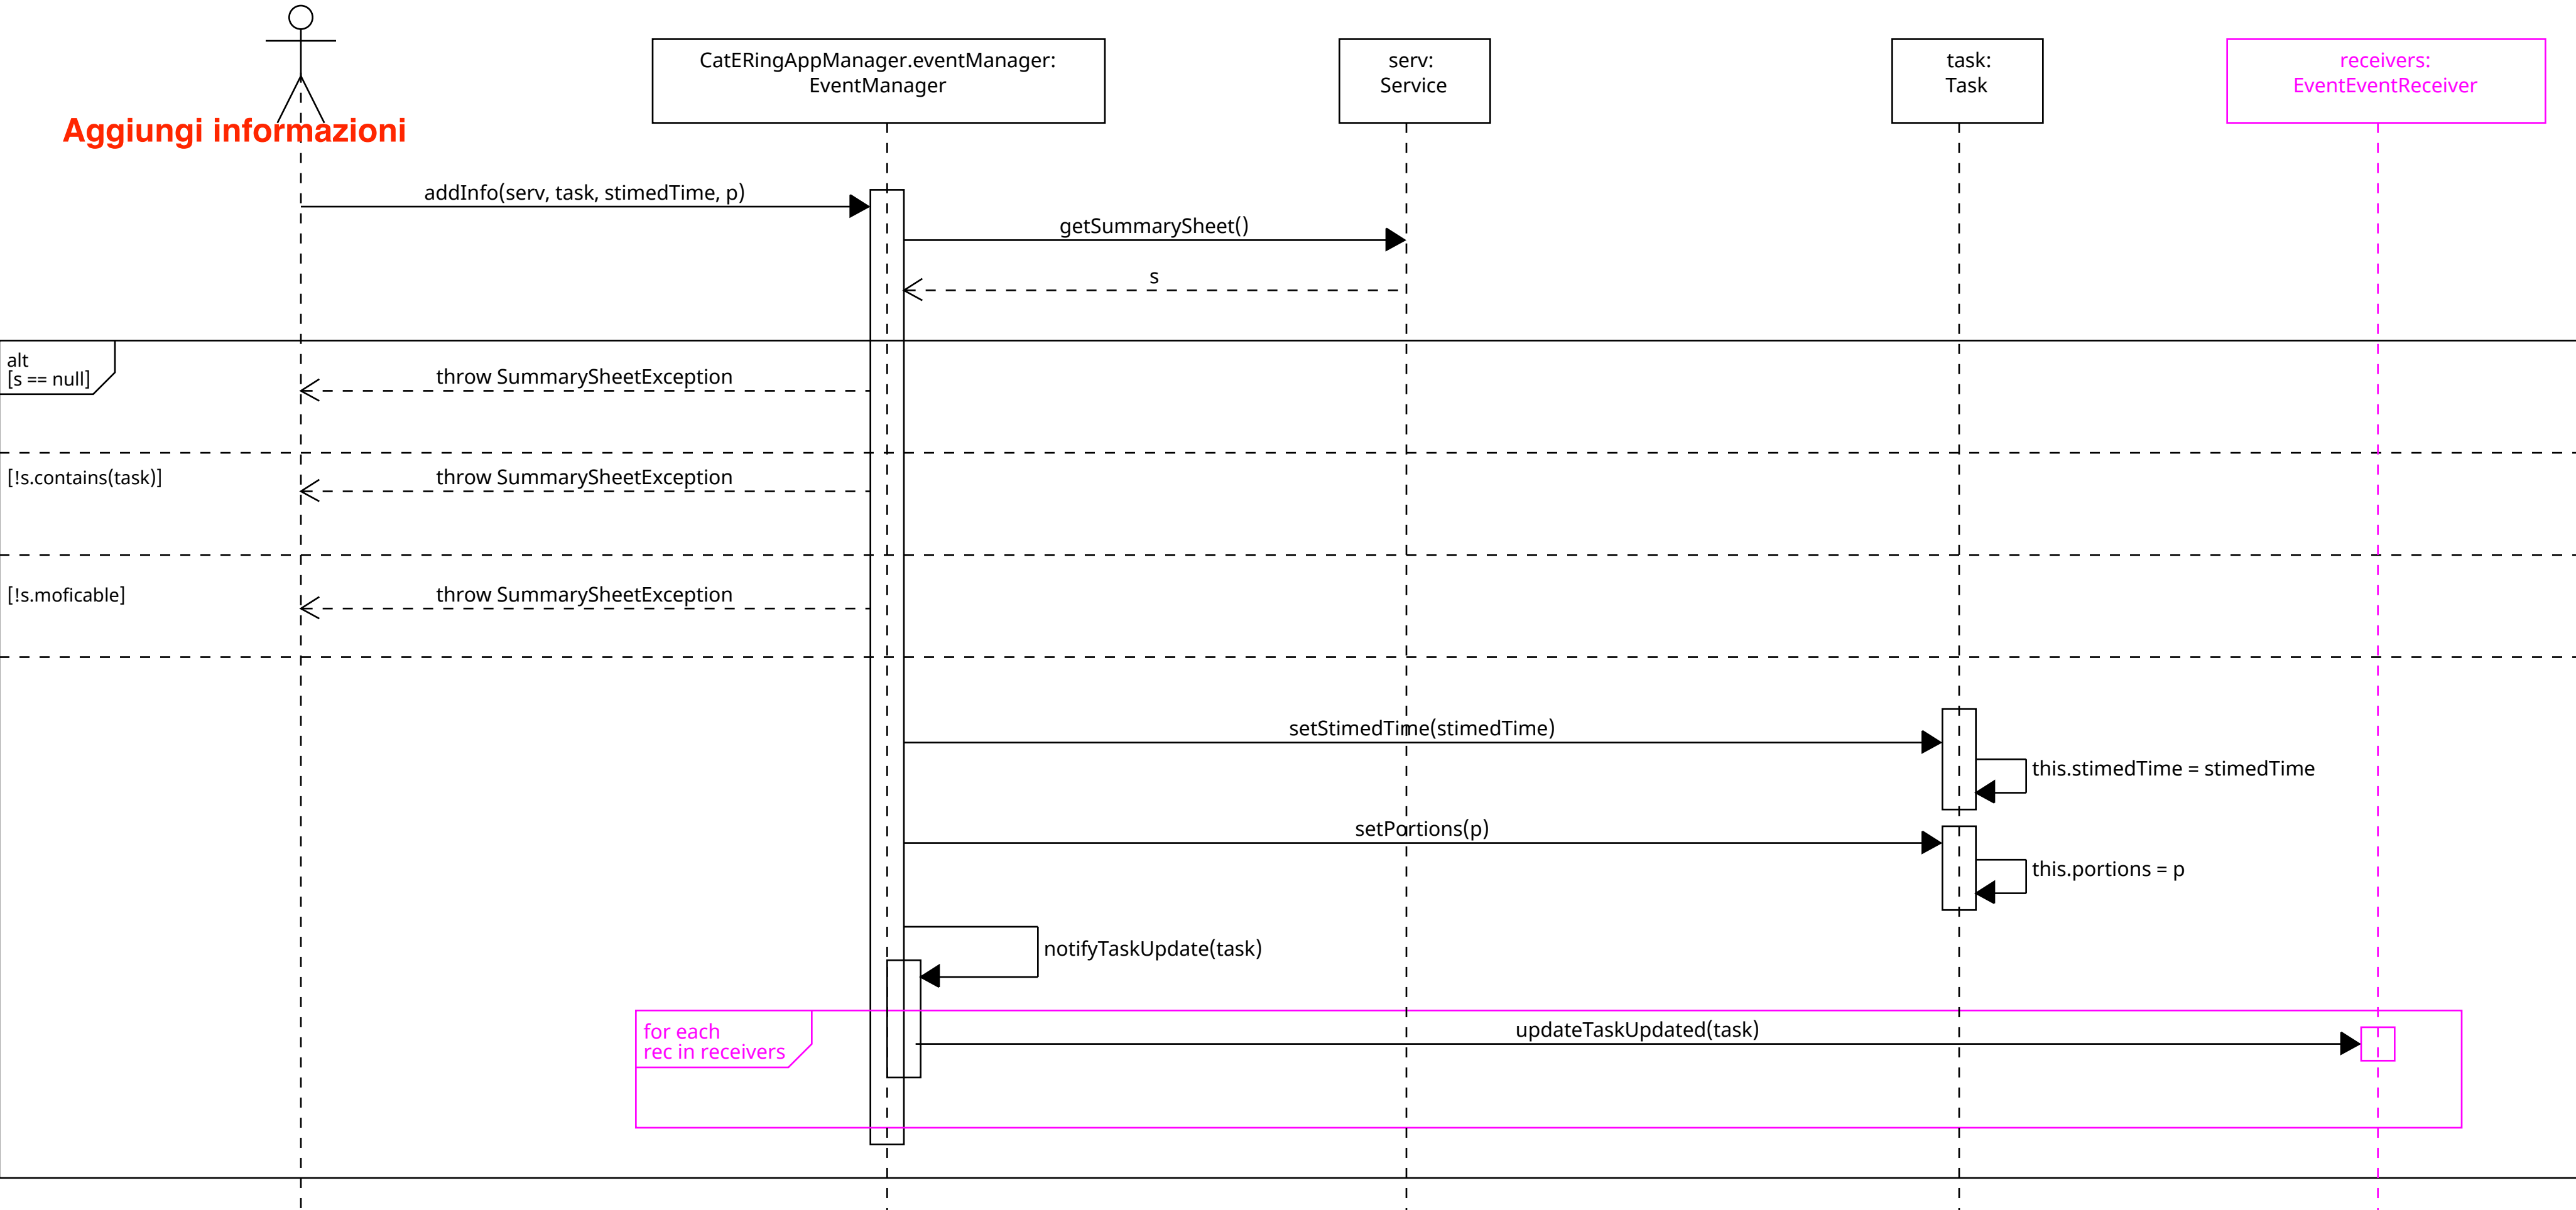 CatERingAppManager.eventManager:
EventManager
serv:
Service
task:
Task
receivers:
EventEventReceiver
Aggiungi informazioni
addInfo(serv, task, stimedTime, p)
getSummarySheet()
s
alt
[s == null]
throw SummarySheetException
[!s.contains(task)]
throw SummarySheetException
[!s.moficable]
throw SummarySheetException
setStimedTime(stimedTime)
this.stimedTime = stimedTime
setPortions(p)
this.portions = p
notifyTaskUpdate(task)
for each
rec in receivers
updateTaskUpdated(task)